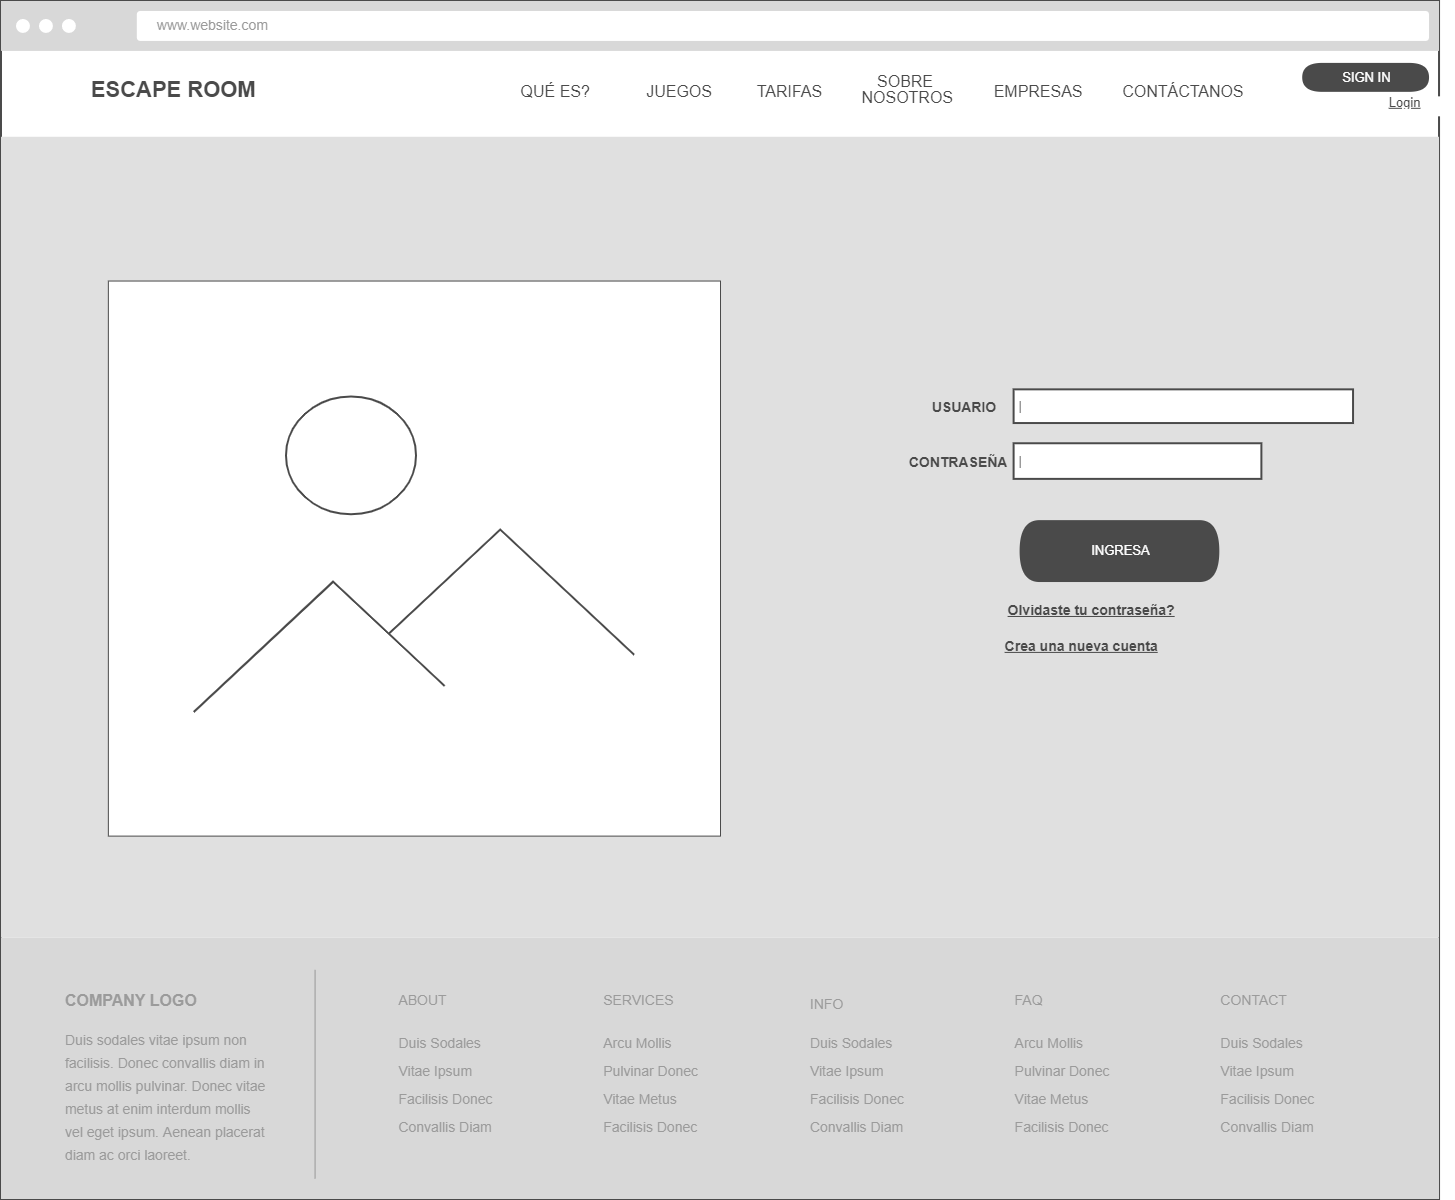 www.website.com
ESCAPE ROOM
QUÉ ES?
JUEGOS
TARIFAS
SOBRE
NOSOTROS
EMPRESAS
CONTÁCTANOS
SIGN IN
Login
USUARIO
CONTRASEÑA
INGRESA
Olvidaste tu contraseña?
Crea una nueva cuenta
COMPANY LOGO
Duis sodales vitae ipsum non
facilisis. Donec convallis diam in
arcu mollis pulvinar. Donec vitae
metus at enim interdum mollis
vel eget ipsum. Aenean placerat
diam ac orci laoreet.
ABOUT
Duis Sodales
Vitae Ipsum
Facilisis Donec
Convallis Diam
SERVICES
Arcu Mollis
Pulvinar Donec
Vitae Metus
Facilisis Donec
INFO
Duis Sodales
Vitae Ipsum
Facilisis Donec
Convallis Diam
FAQ
Arcu Mollis
Pulvinar Donec
Vitae Metus
Facilisis Donec
CONTACT
Duis Sodales
Vitae Ipsum
Facilisis Donec
Convallis Diam